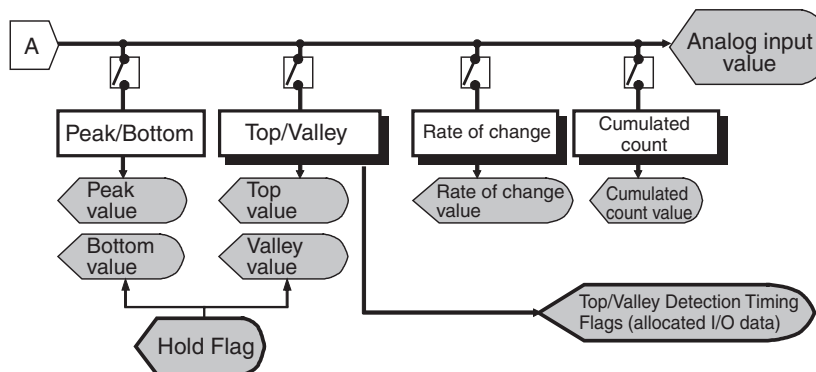 A
Analog input
value
Peak/Bottom
Top/Valley
Rate of change
Cumulated
count
Peak
value
Top
value
Rate of change
value
Cumulated
count value
Bottom
value
Valley
value
Top/Valley Detection Timing
Flags (allocated I/O data)
Hold Flag